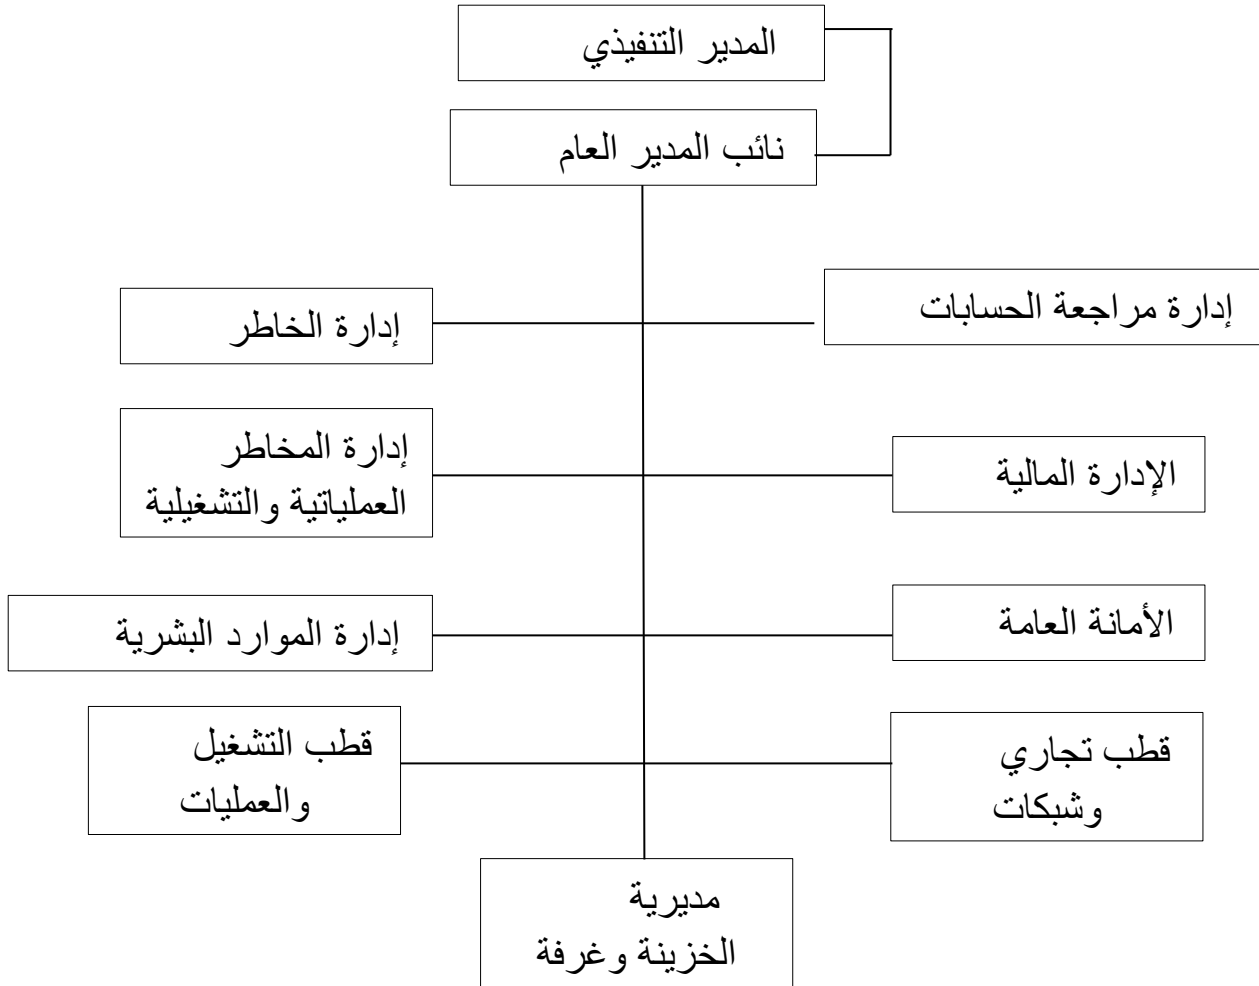 المدير التنفيذي
نائب المدير العام
إدارة مراجعة الحسابات
إدارة الخاطر
الإدارة المالية
إدارة المخاطر
العملياتية والتشغيلية
الأمانة العامة
إدارة الموارد البشرية
قطب تجاري
وشبكات
قطب التشغيل
والعمليات
مديرية
الخزينة وغرفة